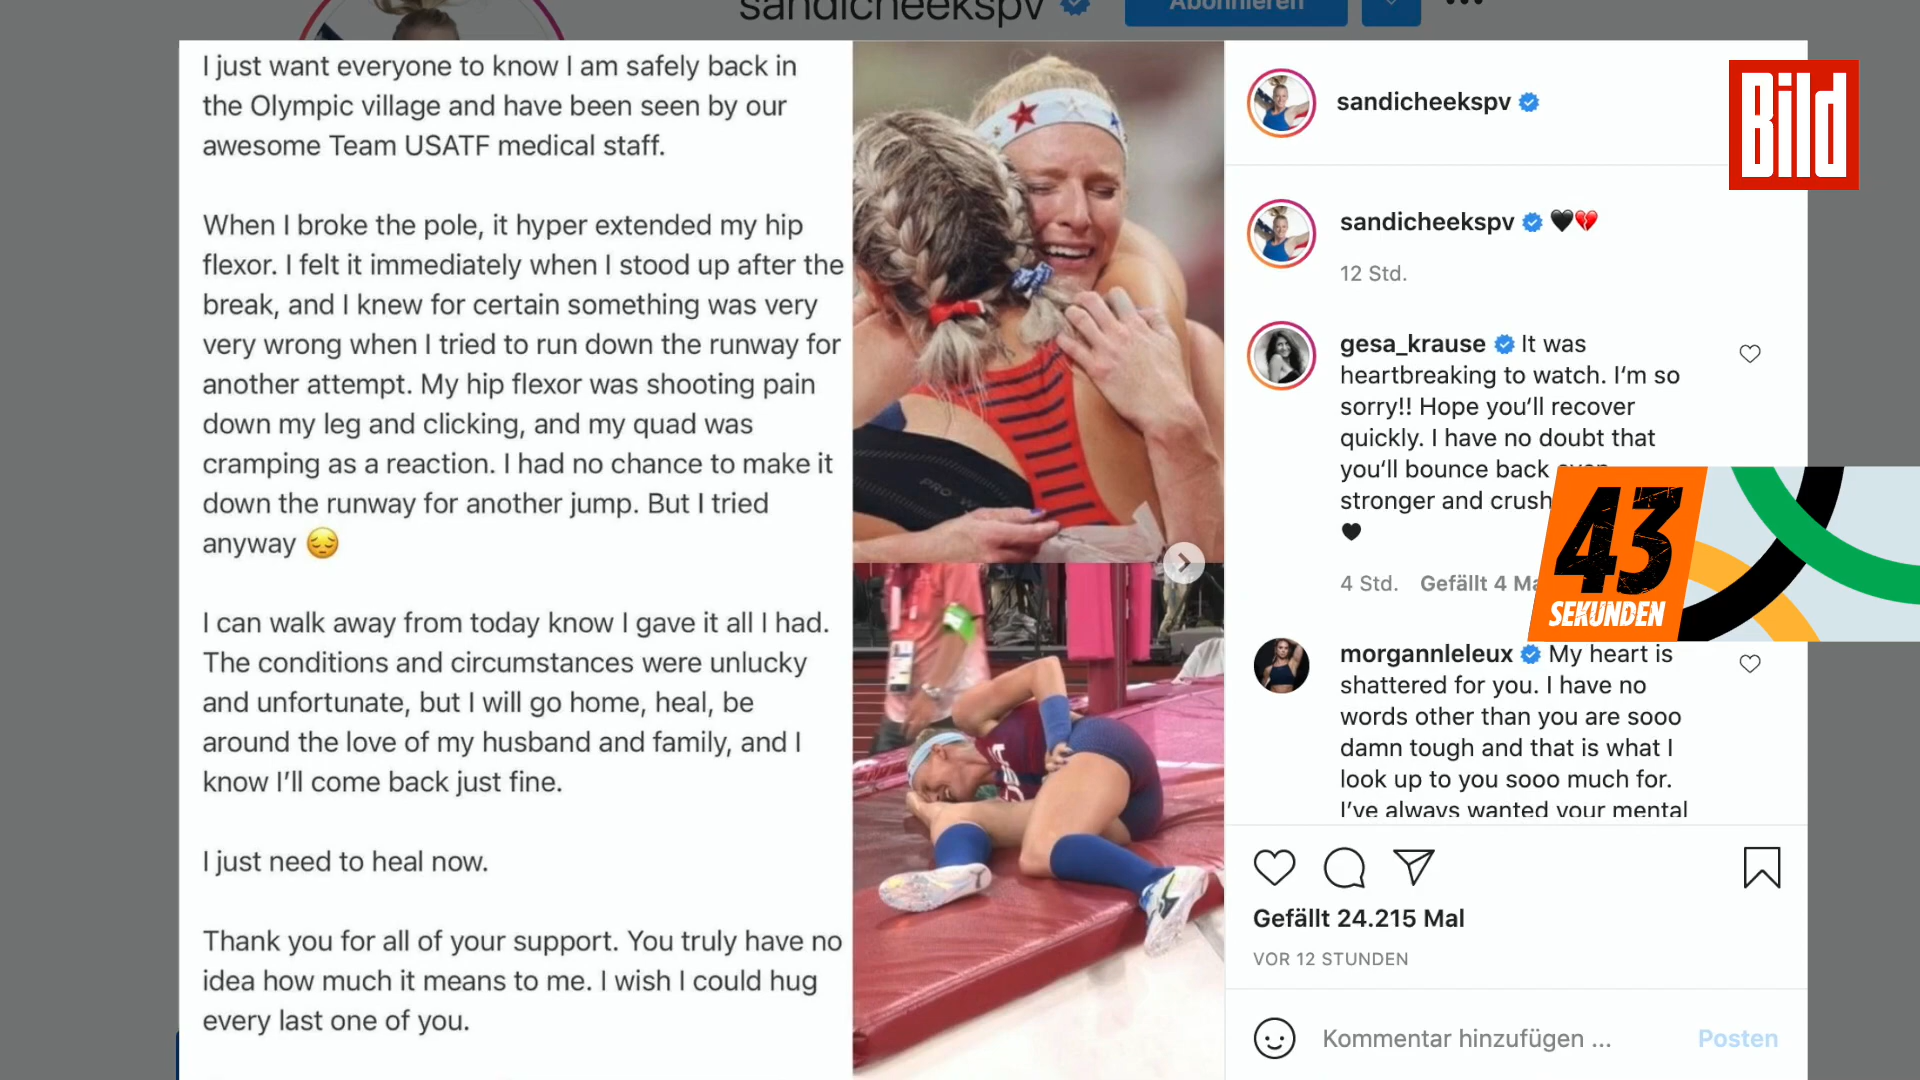 sandicheekspv
Abonnieren
I just want everyone to know I am safely back in
the Olympic village and have been seen by our
awesome Team USATF medical staff.
When I broke the pole, it hyper extended my hip
flexor. I felt it immediately when I stood up after the
break, and I knew for certain something was very
very wrong when I tried to run down the runway for
another attempt. My hip flexor was shooting pain
down my leg and clicking, and my quad was
cramping as a reaction. I had no chance to make it
down the runway for another jump. But I tried
anyway 😔
I can walk away from today know I gave it all I had.
The conditions and circumstances were unlucky
and unfortunate, but I will go home, heal, be
around the love of my husband and family, and I
know I’ll come back just fine.
I just need to heal now.
Thank you for all of your support. You truly have no
idea how much it means to me. I wish I could hug
every last one of you.
sandicheekspv
sandicheekspv 🖤💔
12 Std.
gesa_krause It was
heartbreaking to watch. I‘m so
sorry!! Hope you‘ll recover
quickly. I have no doubt that
you‘ll bounce back even
stronger and crush
🖤
4 Std. Gefällt 4
morgannleleux My heart is
shattered for you. I have no
words other than you are sooo
damn tough and that is what I
look up to you sooo much for.
I’ve always wanted your mental
Gefällt 24.215 Mal
VOR 12 STUNDEN
Kommentar hinzufügen ...
Posten
Bild
43
SEKUNDEN